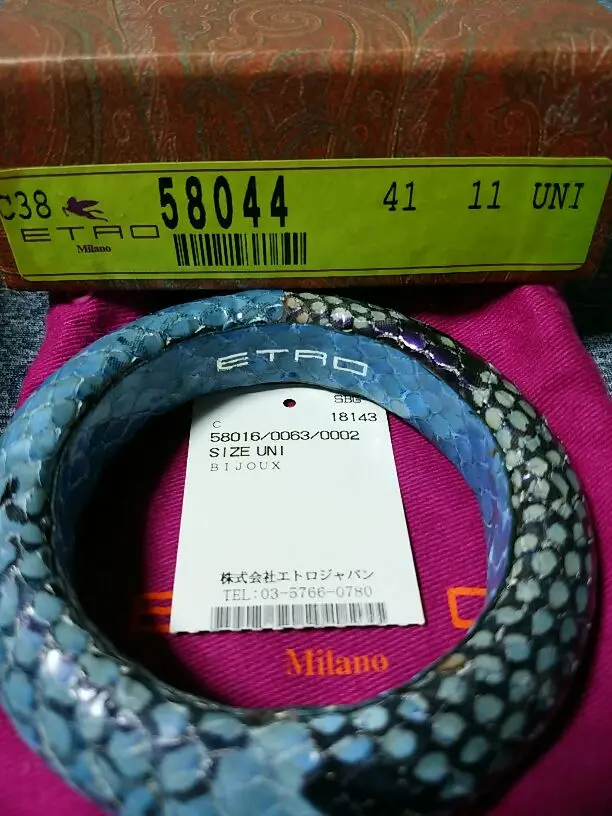 C38 ETRO Milano 58044 41 11 UNI
ETRO
SBG
C 18143
58016/0063/0002
SIZE UNI
BIJOUX
株式会社エトロジャパン
TEL:03-5766-0780
E O
Milano